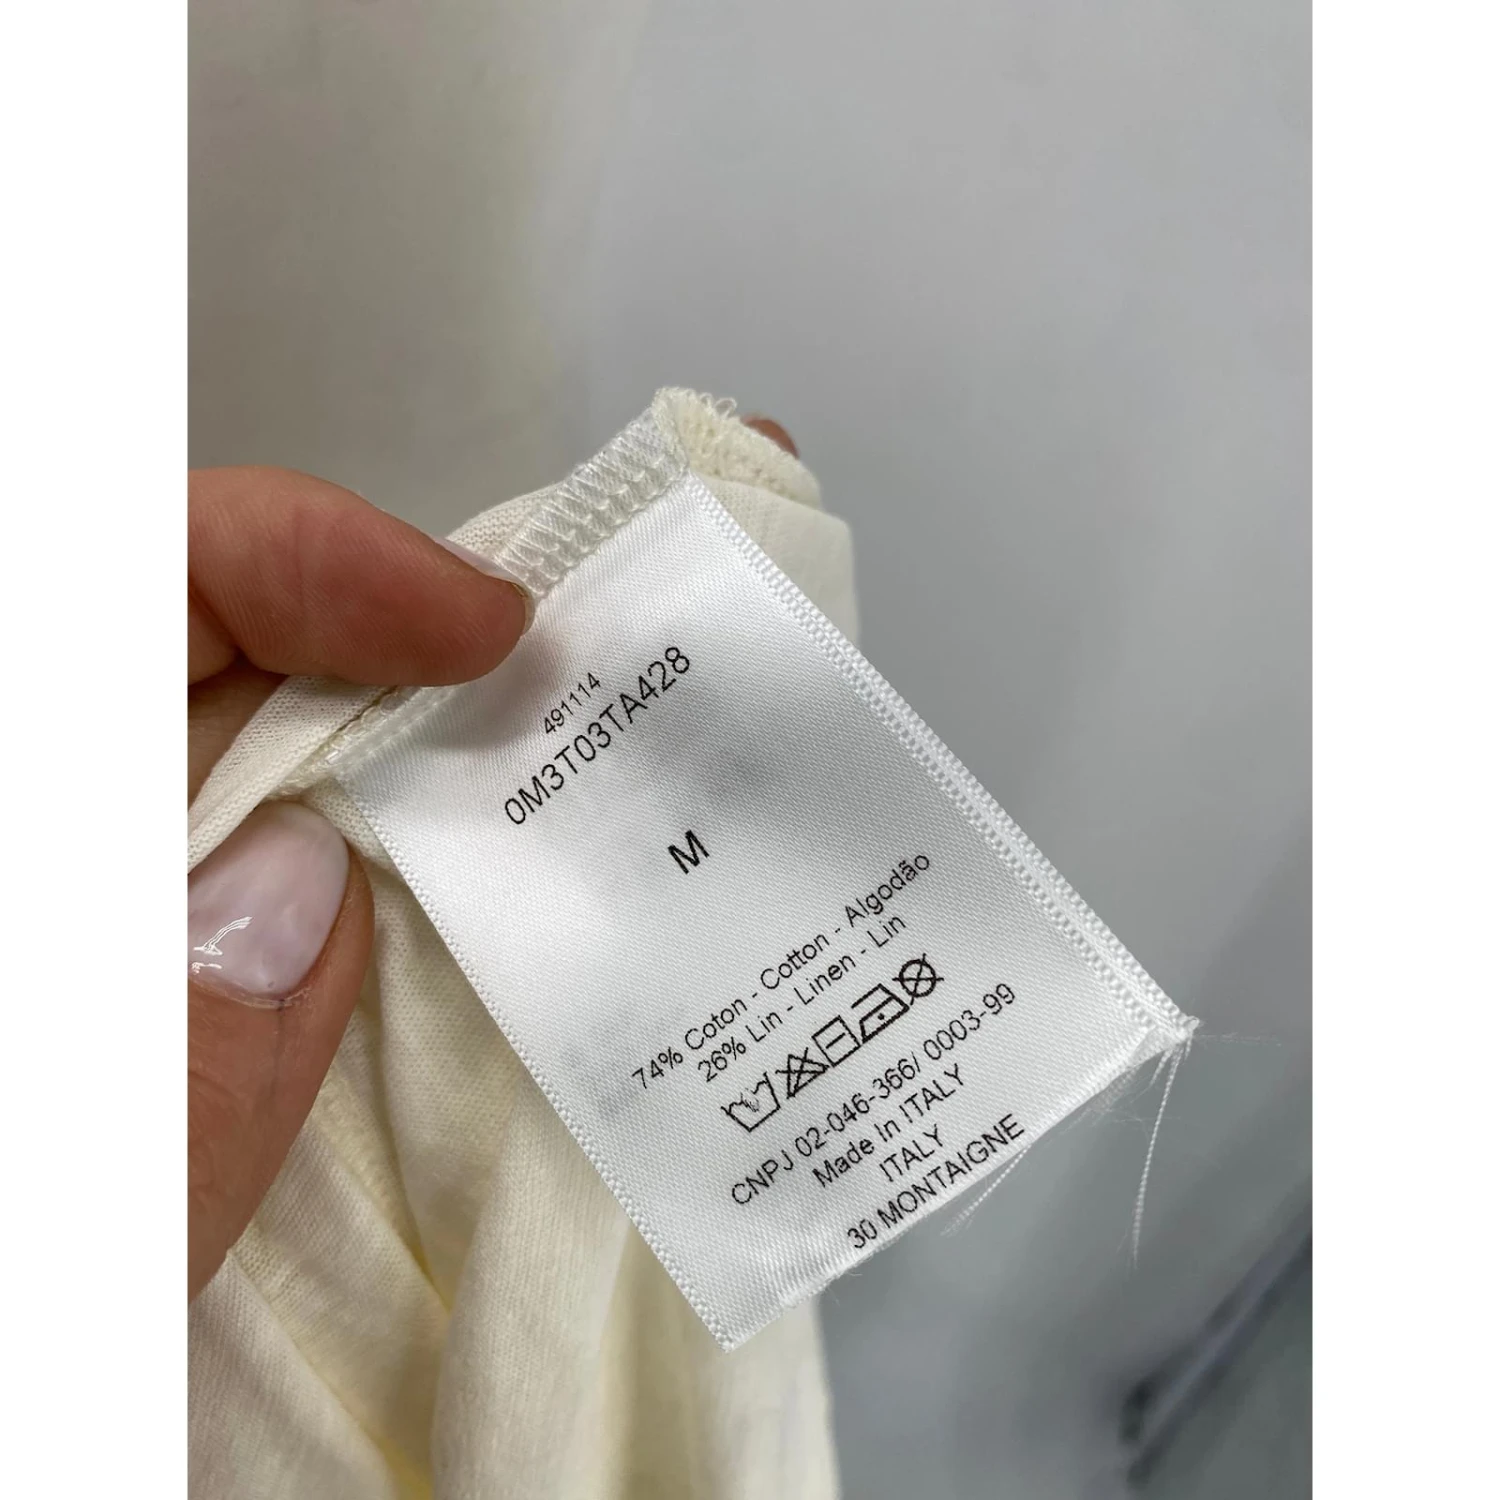 491114
0M3T03TA428
M
74% Coton - Cotton - Algodão
26% Lin - Linen - Lin
CNPJ 02-046-366/ 0003-99
Made In ITALY
ITALY
30 MONTAIGNE